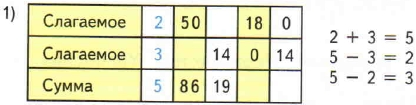 1)
Слагаемое 2 50 18 0
Слагаемое 3 14 0 14
Сумма 5 86 19
2 + 3 = 5
5 - 3 = 2
5 - 2 = 3